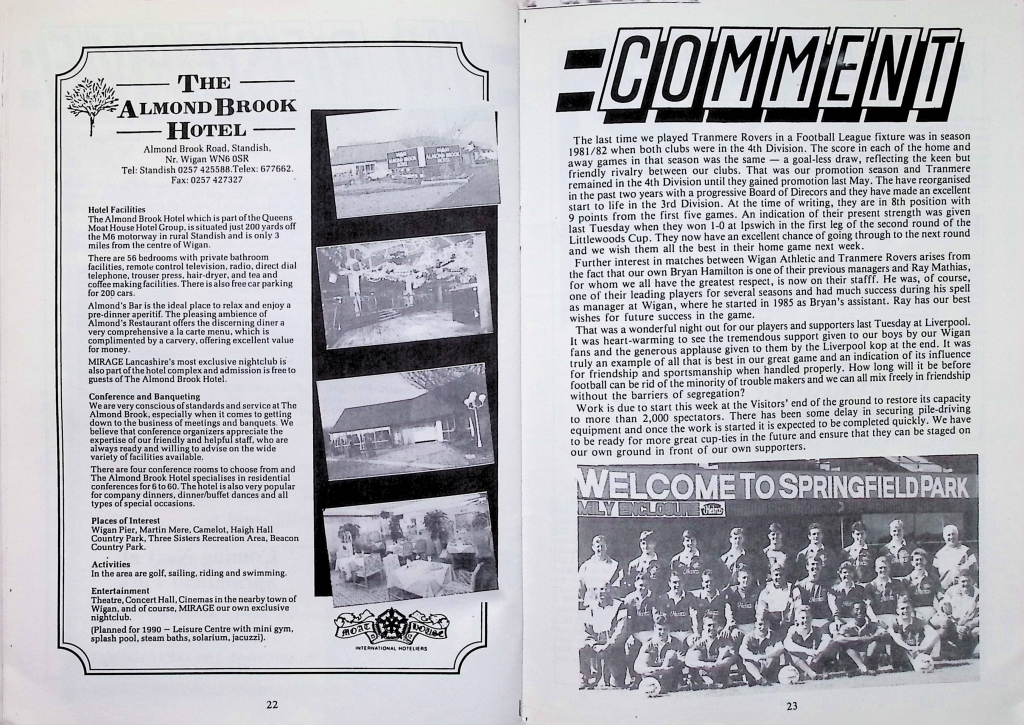 THE
ALMOND BROOK
HOTEL
Almond Brook Road, Standish,
Nr. Wigan WN6 0SR
Tel: Standish 0257 425588.Telex: 677662.
Fax: 0257 427327
Hotel Facilities
The Almond Brook Hotel which is part of the Queens
Moat House Hotel Group, is situated just 200 yards off
the M6 motorway in rural Standish and is only 3
miles from the centre of Wigan.
There are 56 bedrooms with private bathroom
facilities, remote control television, radio, direct dial
telephone, trouser press, hair-dryer, and tea and
coffee making facilities. There is also free car parking
for 200 cars.
Almond's Bar is the ideal place to relax and enjoy a
pre-dinner aperitif. The pleasing ambience of
Almond's Restaurant offers the discerning diner a
very comprehensive a la carte menu, which is
complimented by a carvery, offering excellent value
for money.
MIRAGE Lancashire's most exclusive nightclub is
also part of the hotel complex and admission is free to
guests of The Almond Brook Hotel.
Conference and Banqueting
We are very conscious of standards and service at The
Almond Brook, especially when it comes to getting
down to the business of meetings and banquets. We
believe that conference organizers appreciate the
expertise of our friendly and helpful staff, who are
always ready and willing to advise on the wide
variety of facilities available.
There are four conference rooms to choose from and
The Almond Brook Hotel specialises in residential
conferences for 6 to 60. The hotel is also very popular
for company dinners, dinner/buffet dances and all
types of special occasions.
Places of Interest
Wigan Pier, Martin Mere, Camelot, Haigh Hall
Country Park, Three Sisters Recreation Area, Beacon
Country Park.
Activities
In the area are golf, sailing, riding and swimming.
Entertainment
Theatre, Concert Hall, Cinemas in the nearby town of
Wigan, and of course, MIRAGE our own exclusive
nightclub.
(Planned for 1990 — Leisure Centre with mini gym,
splash pool, steam baths, solarium, jacuzzi).
MOAT HOUSE
INTERNATIONAL HOTELIERS
22
COMMENT
The last time we played Tranmere Rovers in a Football League fixture was in season
1981/82 when both clubs were in the 4th Division. The score in each of the home and
away games in that season was the same — a goal-less draw, reflecting the keen but
friendly rivalry between our clubs. That was our promotion season and Tranmere
remained in the 4th Division until they gained promotion last May. The have reorganised
in the past two years with a progressive Board of Direcors and they have made an excellent
start to life in the 3rd Division. At the time of writing, they are in 8th position with
9 points from the first five games. An indication of their present strength was given
last Tuesday when they won 1-0 at Ipswich in the first leg of the second round of the
Littlewoods Cup. They now have an excellent chance of going through to the next round
and we wish them all the best in their home game next week.
Further interest in matches between Wigan Athletic and Tranmere Rovers arises from
the fact that our own Bryan Hamilton is one of their previous managers and Ray Mathias,
for whom we all have the greatest respect, is now on their stafff. He was, of course,
one of their leading players for several seasons and had much success during his spell
as manager at Wigan, where he started in 1985 as Bryan's assistant. Ray has our best
wishes for future success in the game.
That was a wonderful night out for our players and supporters last Tuesday at Liverpool.
It was heart-warming to see the tremendous support given to our boys by our Wigan
fans and the generous applause given to them by the Liverpool kop at the end. It was
truly an example of all that is best in our great game and an indication of its influence
for friendship and sportsmanship when handled properly. How long will it be before
football can be rid of the minority of trouble makers and we can all mix freely in friendship
without the barriers of segregation?
Work is due to start this week at the Visitors' end of the ground to restore its capacity
to more than 2,000 spectators. There has been some delay in securing pile-driving
equipment and once the work is started it is expected to be completed quickly. We have
to be ready for more great cup-ties in the future and ensure that they can be staged on
our own ground in front of our own supporters.
WELCOME TO SPRINGFIELD PARK
MILY ENCLOSURE Heinz
23